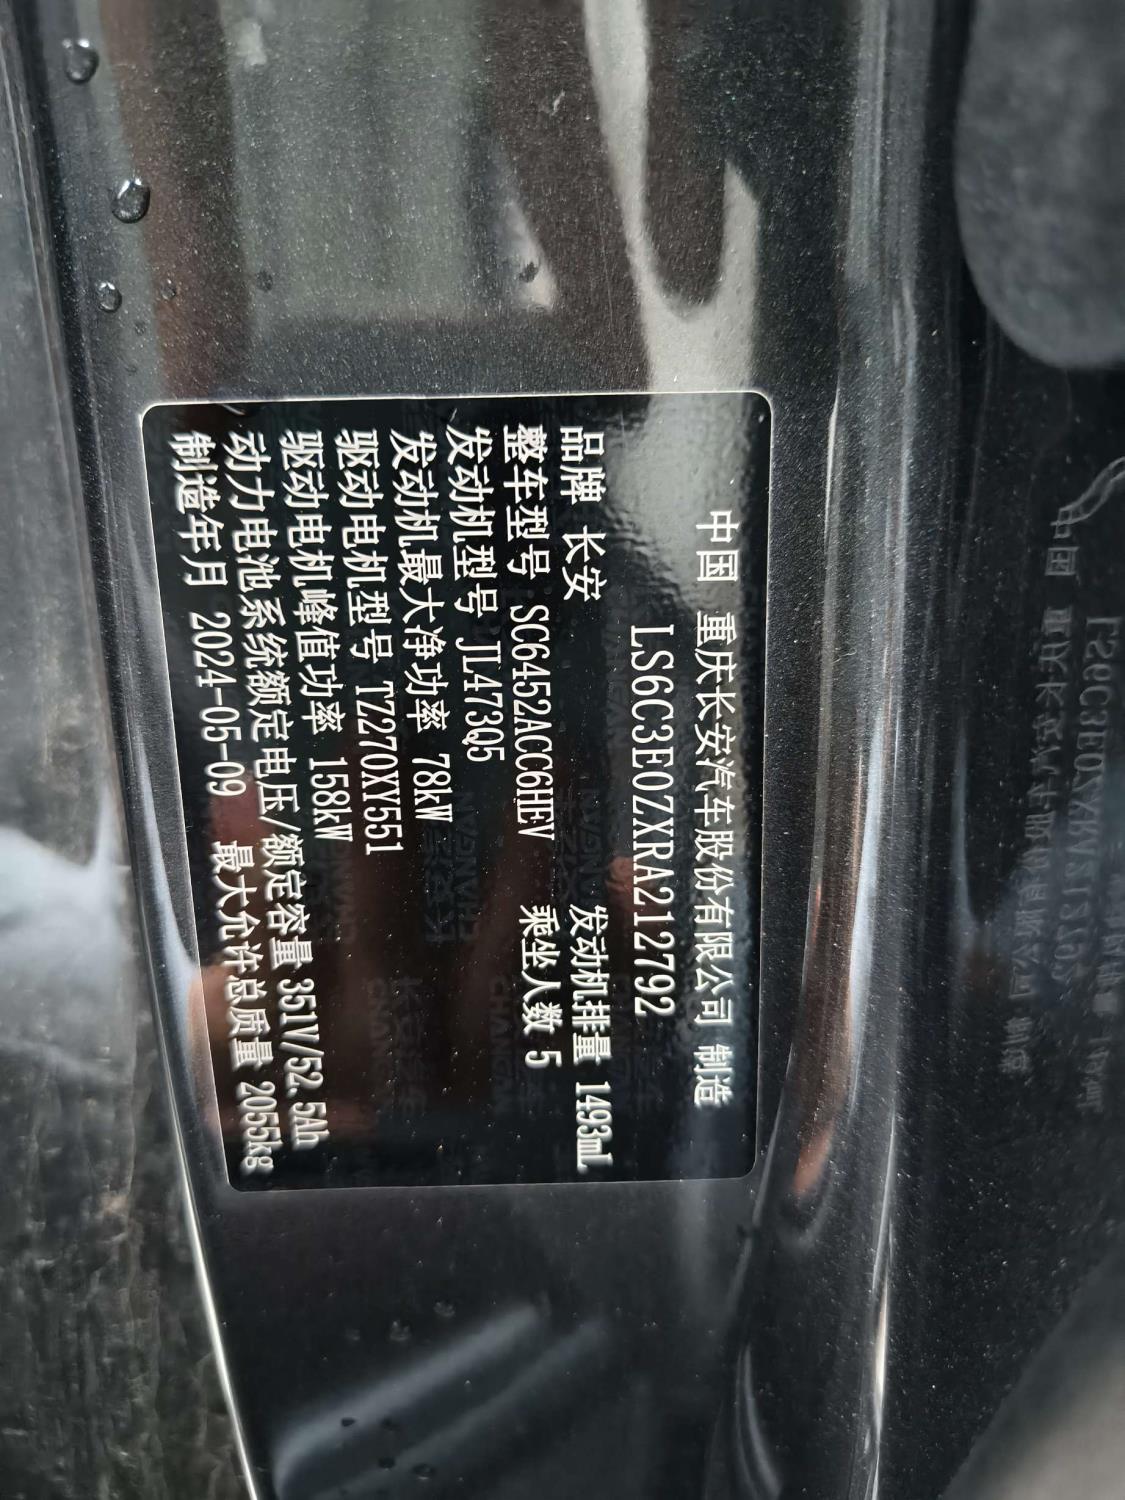 中国 重庆长安汽车股份有限公司 制造
LS6C3E0ZXRA212792
品牌 长安 发动机排量 1493mL
整车型号 SC6452ACC6HEV 乘坐人数 5
发动机型号 JL473Q5
发动机最大净功率 78kW
驱动电机型号 TZ270XY551
驱动电机峰值功率 158kW
动力电池系统额定电压/额定容量 351V/52.5Ah
制造年月 2024-05-09 最大允许总质量 2055kg